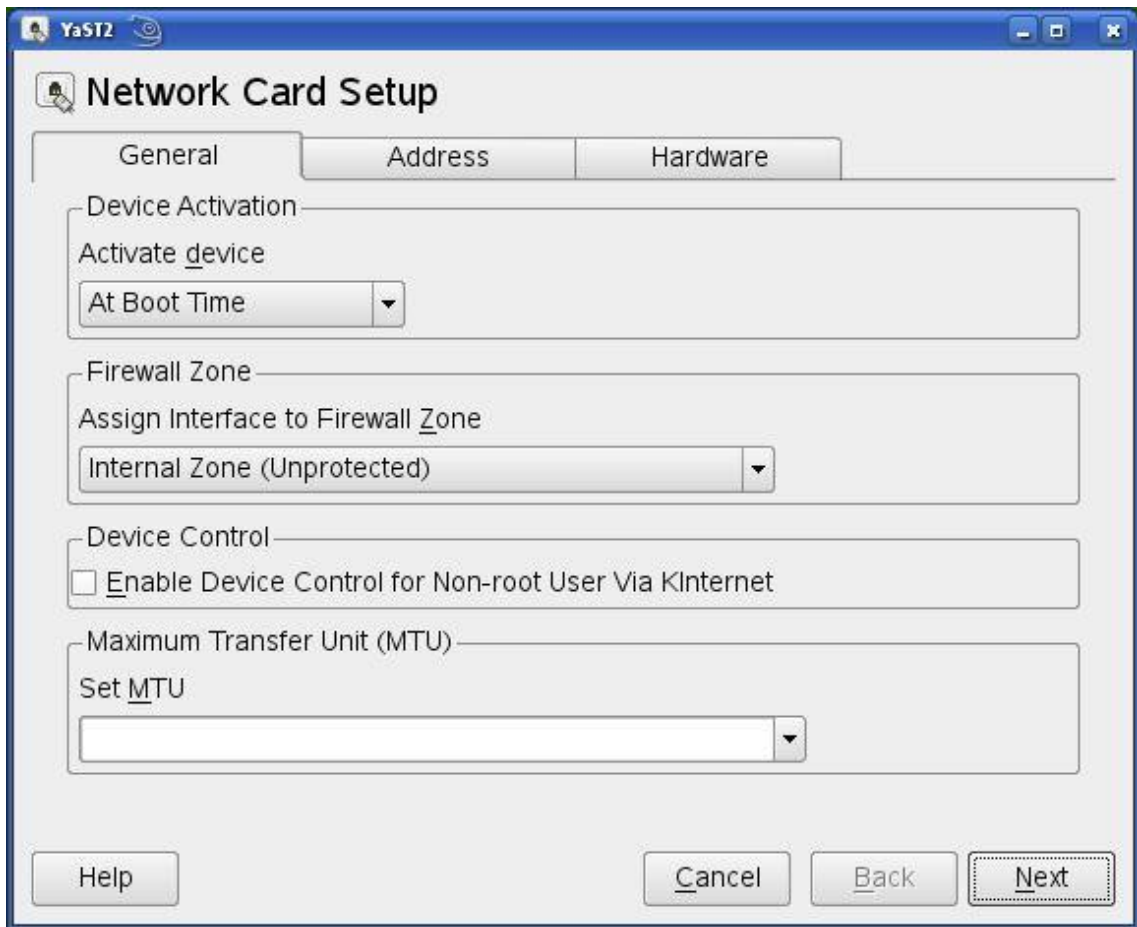 YaST2
Network Card Setup
General Address Hardware
Device Activation
Activate device
At Boot Time
Firewall Zone
Assign Interface to Firewall Zone
Internal Zone (Unprotected)
Device Control
Enable Device Control for Non-root User Via KInternet
Maximum Transfer Unit (MTU)
Set MTU
Help Cancel Back Next